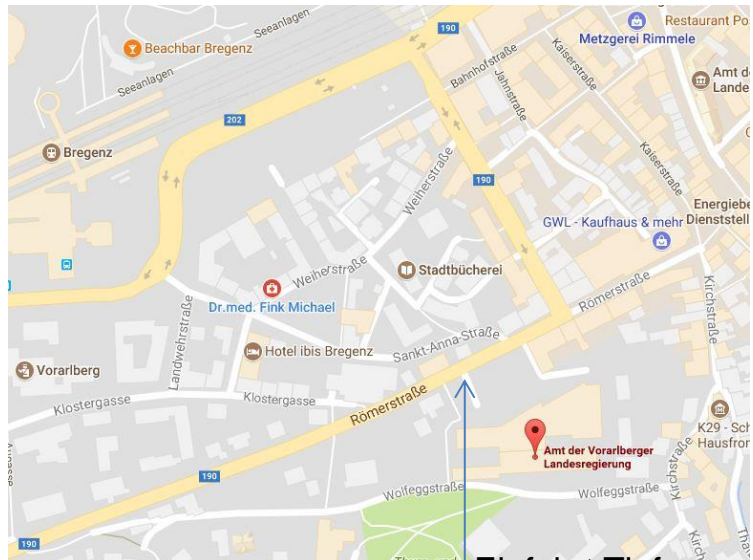 190
Restaurant Po
Metzgerei Rimmele
Beachbar Bregenz
Seeanlagen
Seeanlagen
Bahnhofstraße
Jahnstraße
Kaiserstraße
Amt d
Lande
202
Bregenz
190
Weiherstraße
Kaiserstraße
Energiebe
Dienststell
GWL - Kaufhaus & mehr
Stadtbücherei
Weiherstraße
Dr.med. Fink Michael
Römerstraße
Kirchstraße
Landwehrstraße
Sankt-Anna-Straße
Hotel ibis Bregenz
Vorarlberg
Klostergasse
Klostergasse
Römerstraße
K29 - Sch
Hausfron
Amt der Vorarlberger
Landesregierung
Kirchstraße
190
Wolfeggstraße
Wolfeggstraße
190